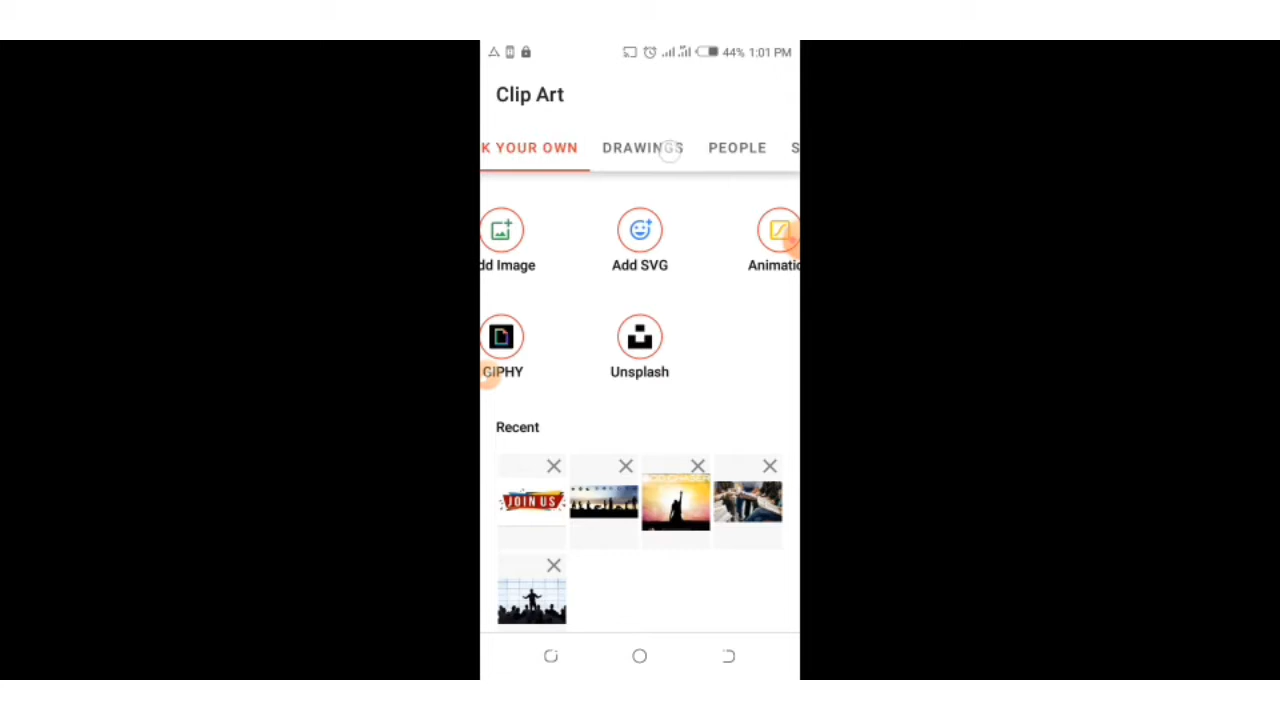 44% 1:01 PM
Clip Art
K YOUR OWN DRAWINGS PEOPLE S
dd Image Add SVG Animatic
GIPHY Unsplash
Recent
JOIN US